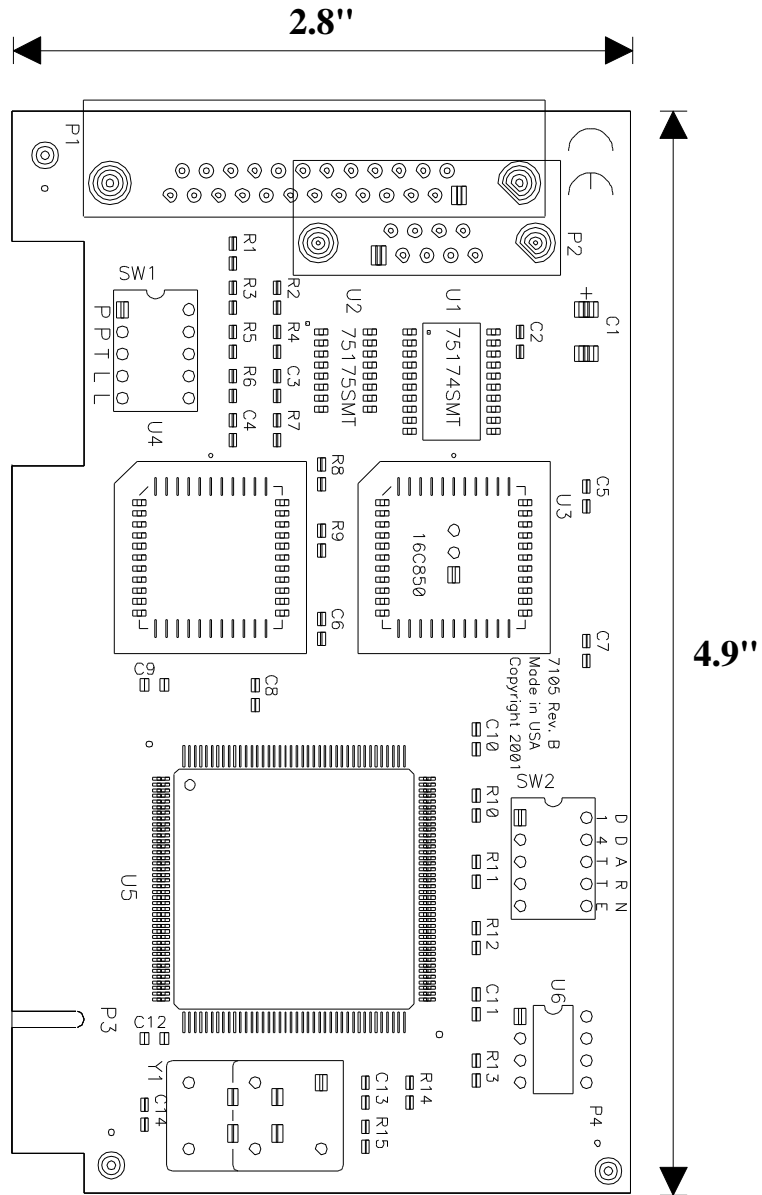 2.8"
P1
P2
R1
SW1
R3
R2
U2
U1
C1
+
P
P
T
L
L
R5
R4
75175SMT
75174SMT
C2
R6
C3
U4
C4
R7
R8
C5
U3
R9
16C850
C6
C7
4.9"
C9
C8
7105 Rev. B
Made in USA
Copyright 2001
C10
SW2
R10
D D
1 4 A R N
T T E
U5
R11
R12
C11
U6
P3
C12
Y1
R13
C13
R14
C14
R15
P4